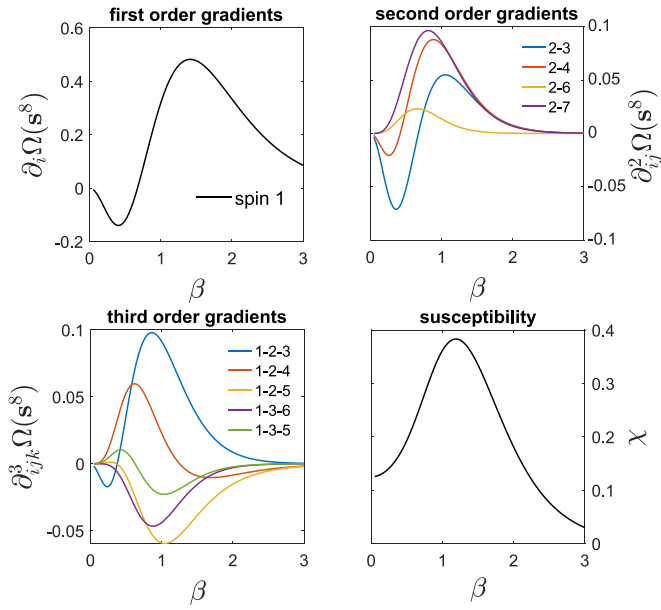 first order gradients
∂ᵢΩ(s⁸)
0.6
0.4
0.2
0
-0.2
spin 1
0 1 2 3
β
second order gradients
0.1
0.05
0
-0.05
-0.1
2-3
2-4
2-6
2-7
∂²ᵢⱼΩ(s⁸)
0 1 2 3
β
third order gradients
∂³ᵢⱼₖΩ(s⁸)
0.1
0.05
0
-0.05
1-2-3
1-2-4
1-2-5
1-3-6
1-3-5
0 1 2 3
β
susceptibility
0.4
0.3
0.2
0.1
0
χ
0 1 2 3
β